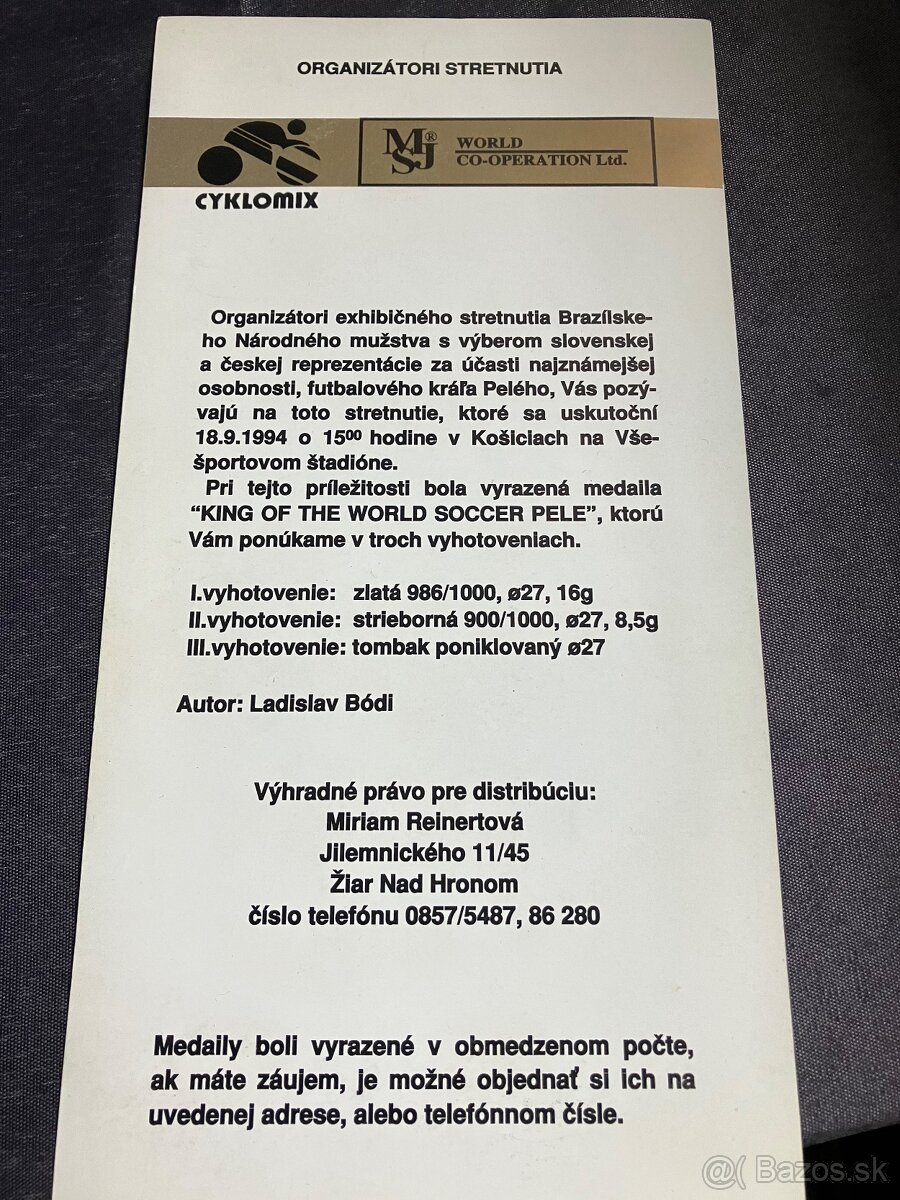 ORGANIZÁTORI STRETNUTIA
CYKLOMIX
MSJ® WORLD
CO-OPERATION Ltd.
Organizátori exhibičného stretnutia Brazílske-
ho Národného mužstva s výberom slovenskej
a českej reprezentácie za účasti najznámejšej
osobnosti, futbalového kráľa Pelého, Vás pozý-
vajú na toto stretnutie, ktoré sa uskutoční
18.9.1994 o 15⁰⁰ hodine v Košiciach na Vše-
športovom štadióne.
Pri tejto príležitosti bola vyrazená medaila
“KING OF THE WORLD SOCCER PELE”, ktorú
Vám ponúkame v troch vyhotoveniach.
I.vyhotovenie: zlatá 986/1000, ø27, 16g
II.vyhotovenie: strieborná 900/1000, ø27, 8,5g
III.vyhotovenie: tombak poniklovaný ø27
Autor: Ladislav Bódi
Výhradné právo pre distribúciu:
Miriam Reinertová
Jilemnického 11/45
Žiar Nad Hronom
číslo telefónu 0857/5487, 86 280
Medaily boli vyrazené v obmedzenom počte,
ak máte záujem, je možné objednať si ich na
uvedenej adrese, alebo telefónnom čísle.
@( Bazos.sk